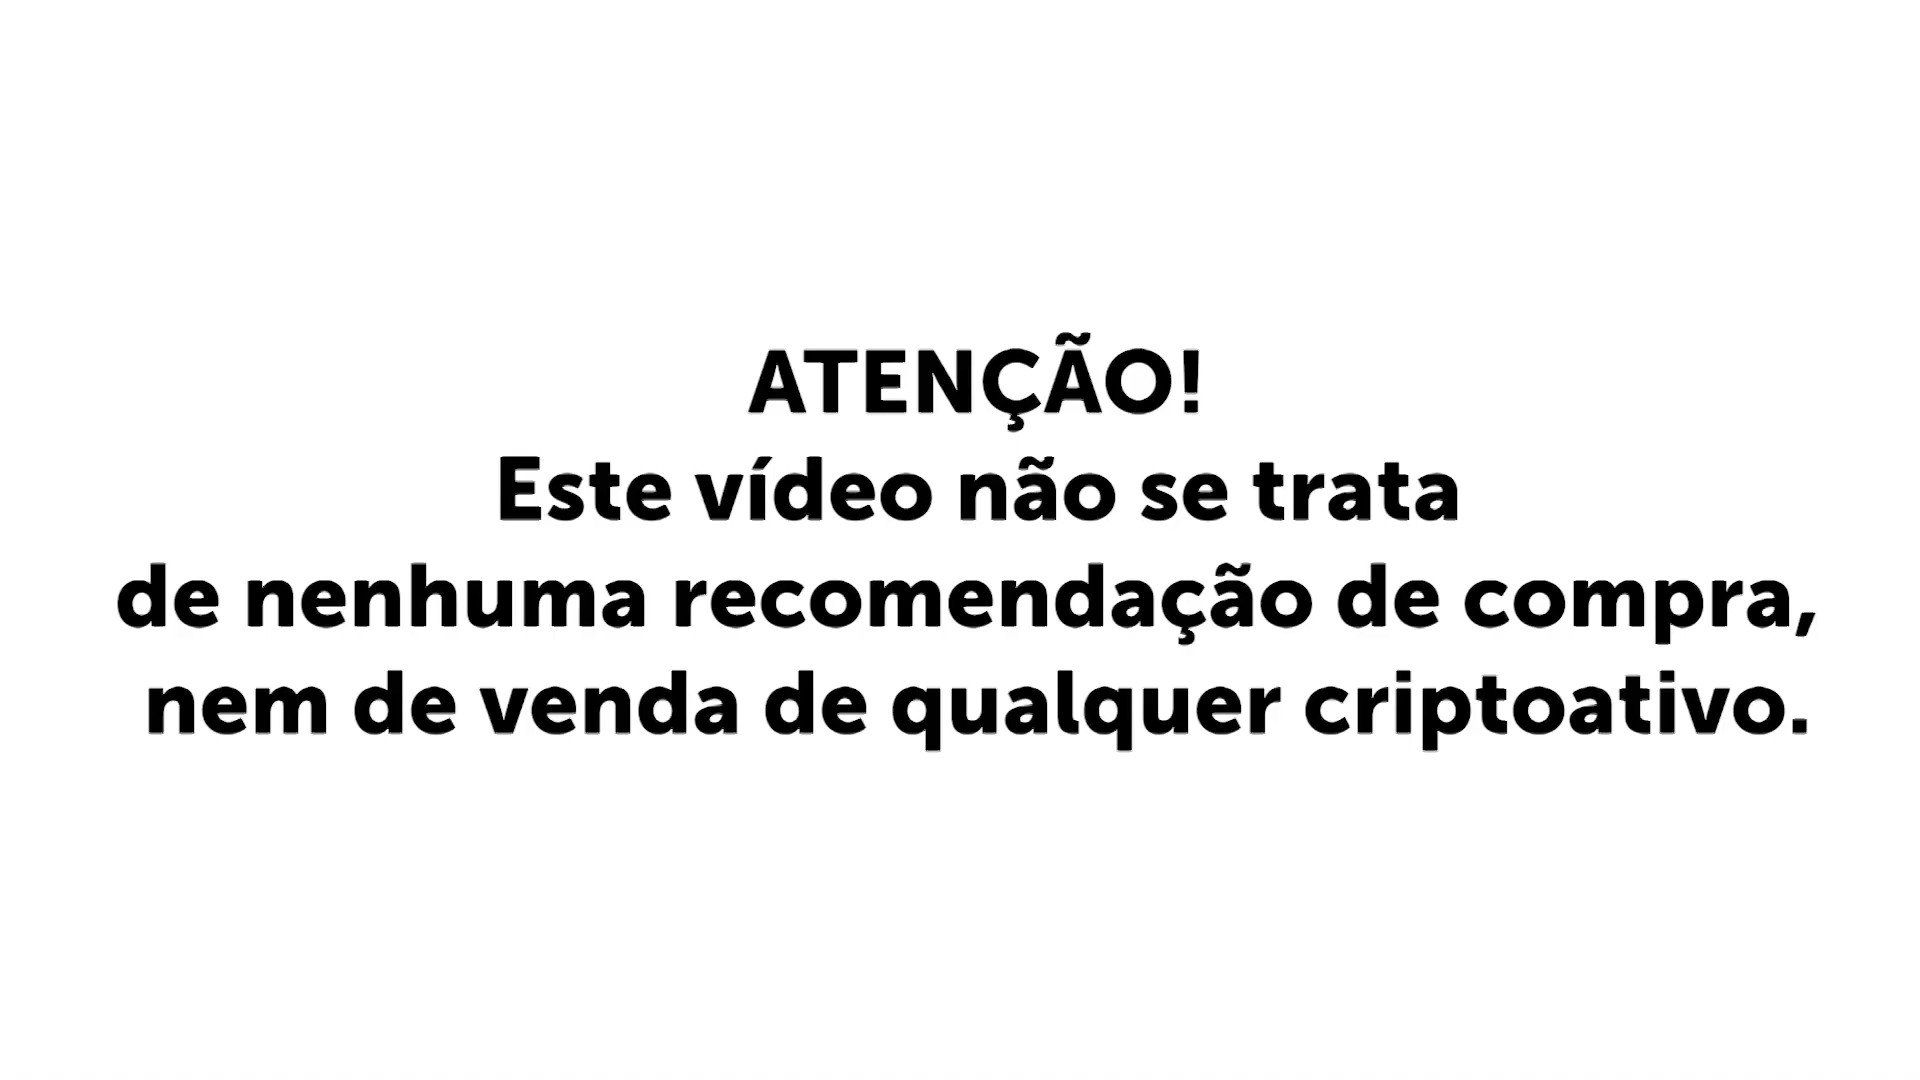 ATENÇÃO!
Este vídeo não se trata
de nenhuma recomendação de compra,
nem de venda de qualquer criptoativo.